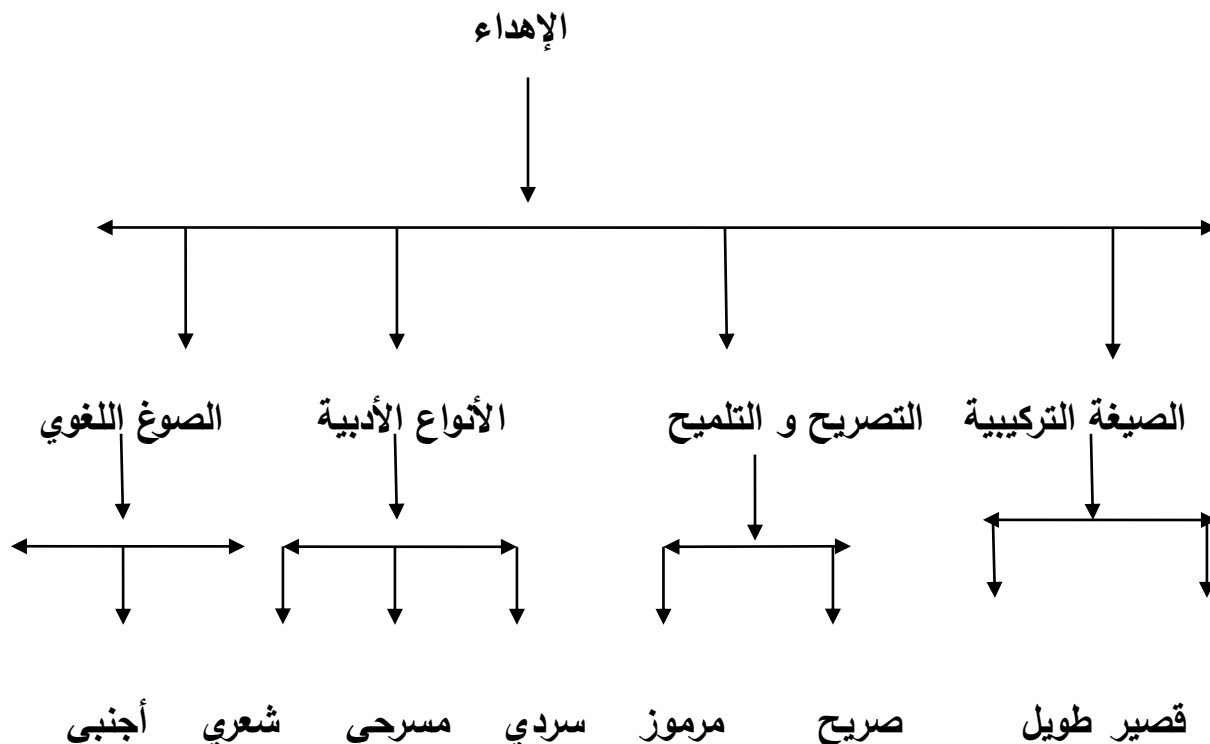 الإهداء
الصيغة التركيبية التصريح و التلميح الأنواع الأدبية الصوغ اللغوي
قصير طويل صريح مرموز سردي مسرحي شعري أجنبي